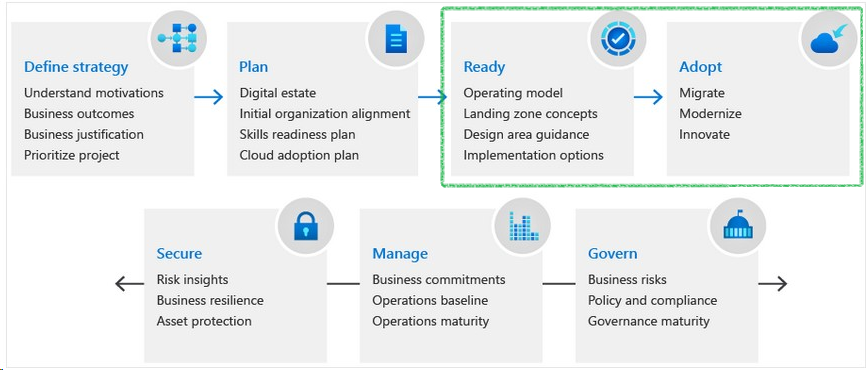 Define strategy
Understand motivations
Business outcomes
Business justification
Prioritize project
Plan
Digital estate
Initial organization alignment
Skills readiness plan
Cloud adoption plan
Ready
Operating model
Landing zone concepts
Design area guidance
Implementation options
Adopt
Migrate
Modernize
Innovate
Secure
Risk insights
Business resilience
Asset protection
Manage
Business commitments
Operations baseline
Operations maturity
Govern
Business risks
Policy and compliance
Governance maturity